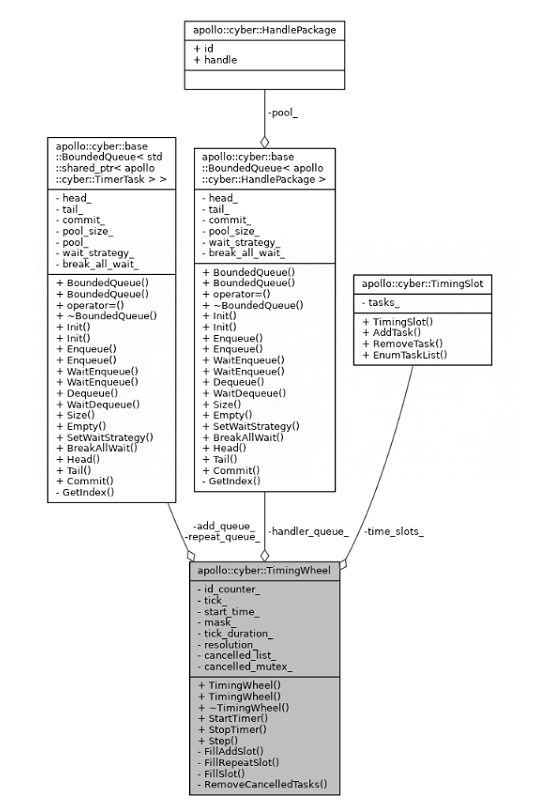 apollo::cyber::HandlePackage
+ id
+ handle
-pool_
apollo::cyber::base
::BoundedQueue< std
::shared_ptr< apollo
::cyber::TimerTask > >
- head_
- tail_
- commit_
- pool_size_
- pool_
- wait_strategy_
- break_all_wait_
+ BoundedQueue()
+ BoundedQueue()
+ operator=()
+ ~BoundedQueue()
+ Init()
+ Init()
+ Enqueue()
+ Enqueue()
+ WaitEnqueue()
+ WaitEnqueue()
+ Dequeue()
+ WaitDequeue()
+ Size()
+ Empty()
+ SetWaitStrategy()
+ BreakAllWait()
+ Head()
+ Tail()
+ Commit()
- GetIndex()
apollo::cyber::base
::BoundedQueue< apollo
::cyber::HandlePackage >
- head_
- tail_
- commit_
- pool_size_
- wait_strategy_
- break_all_wait_
+ BoundedQueue()
+ BoundedQueue()
+ operator=()
+ ~BoundedQueue()
+ Init()
+ Init()
+ Enqueue()
+ Enqueue()
+ WaitEnqueue()
+ WaitEnqueue()
+ Dequeue()
+ WaitDequeue()
+ Size()
+ Empty()
+ SetWaitStrategy()
+ BreakAllWait()
+ Head()
+ Tail()
+ Commit()
- GetIndex()
apollo::cyber::TimingSlot
- tasks_
+ TimingSlot()
+ AddTask()
+ RemoveTask()
+ EnumTaskList()
-add_queue_
-repeat_queue_
-handler_queue_
-time_slots_
apollo::cyber::TimingWheel
- id_counter_
- tick_
- start_time_
- mask_
- tick_duration_
- resolution_
- cancelled_list_
- cancelled_mutex_
+ TimingWheel()
+ TimingWheel()
+ ~TimingWheel()
+ StartTimer()
+ StopTimer()
+ Step()
- FillAddSlot()
- FillRepeatSlot()
- FillSlot()
- RemoveCancelledTasks()